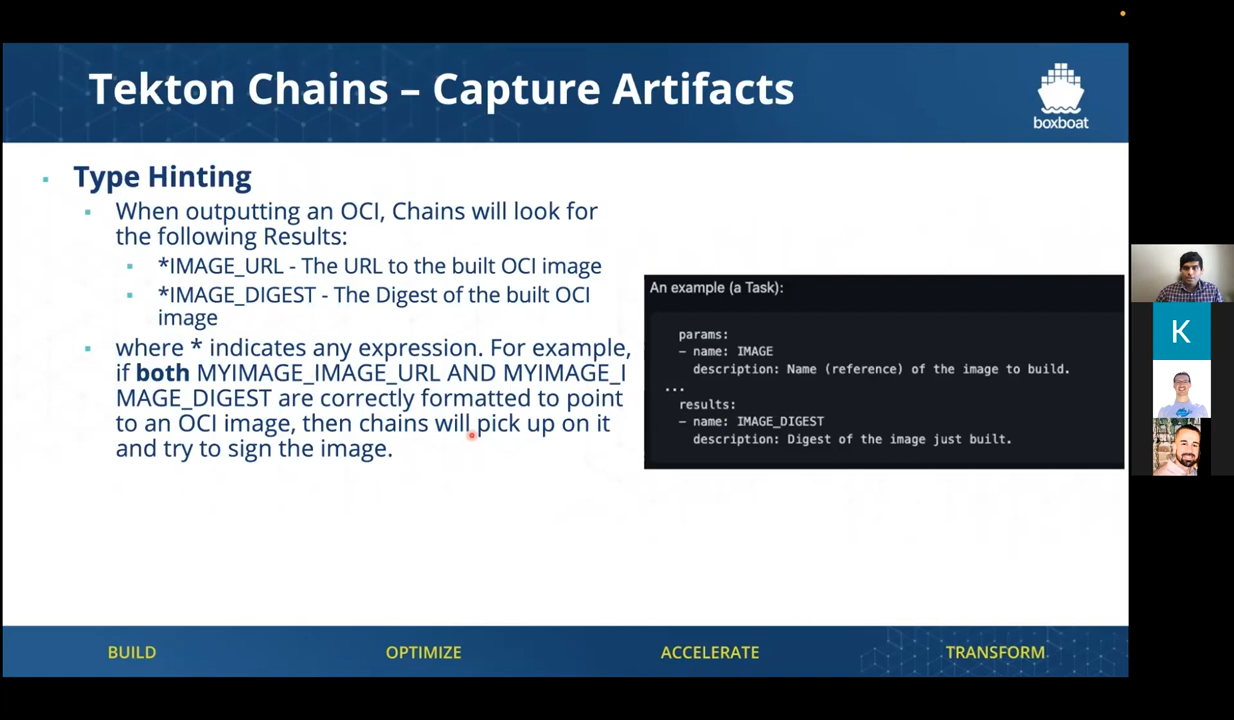 Tekton Chains – Capture Artifacts
boxboat
Type Hinting
When outputting an OCI, Chains will look for
the following Results:
*IMAGE_URL - The URL to the built OCI image
*IMAGE_DIGEST - The Digest of the built OCI
image
where * indicates any expression. For example,
if both MYIMAGE_IMAGE_URL AND MYIMAGE_I
MAGE_DIGEST are correctly formatted to point
to an OCI image, then chains will pick up on it
and try to sign the image.
An example (a Task):
params:
- name: IMAGE
description: Name (reference) of the image to build.
...
results:
- name: IMAGE_DIGEST
description: Digest of the image just built.
K
BUILD
OPTIMIZE
ACCELERATE
TRANSFORM